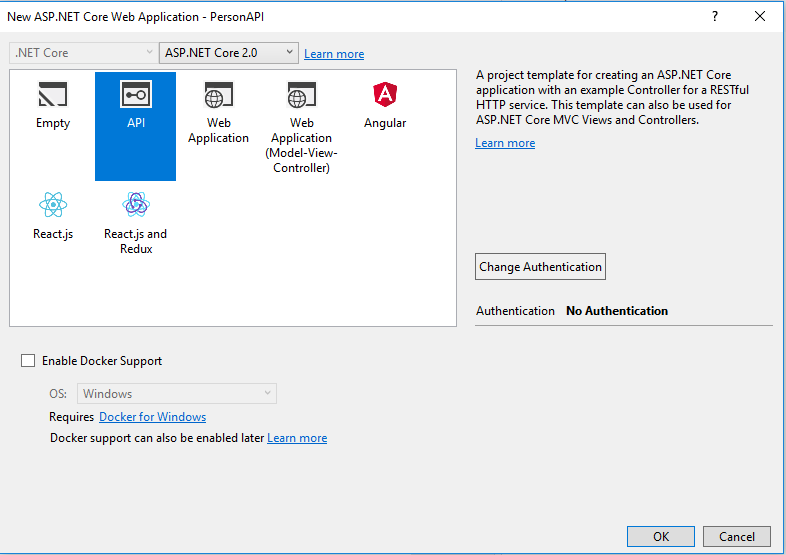 New ASP.NET Core Web Application - PersonAPI
?
.NET Core
ASP.NET Core 2.0
Learn more
Empty
API
Web
Application
Web
Application
(Model-View-
Controller)
Angular
React.js
React.js and
Redux
A project template for creating an ASP.NET Core
application with an example Controller for a RESTful
HTTP service. This template can also be used for
ASP.NET Core MVC Views and Controllers.
Learn more
Change Authentication
Authentication No Authentication
Enable Docker Support
OS: Windows
Requires Docker for Windows
Docker support can also be enabled later Learn more
OK
Cancel